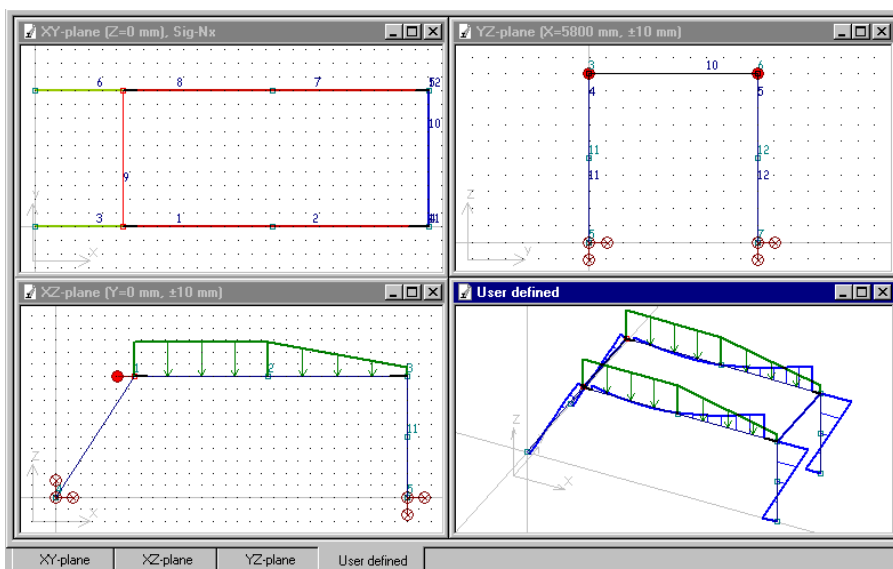 XY-plane (Z=0 mm), Sig-Nx
6 8 7
10
9
3 1 2
Y
X
YZ-plane (X=5800 mm, ±10 mm)
3 10 6
4 5
11 12
11 12
5 7
Z
Y
XZ-plane (Y=0 mm, ±10 mm)
1 2 3
11
5
Z
X
User defined
Z
X
XY-plane XZ-plane YZ-plane User defined